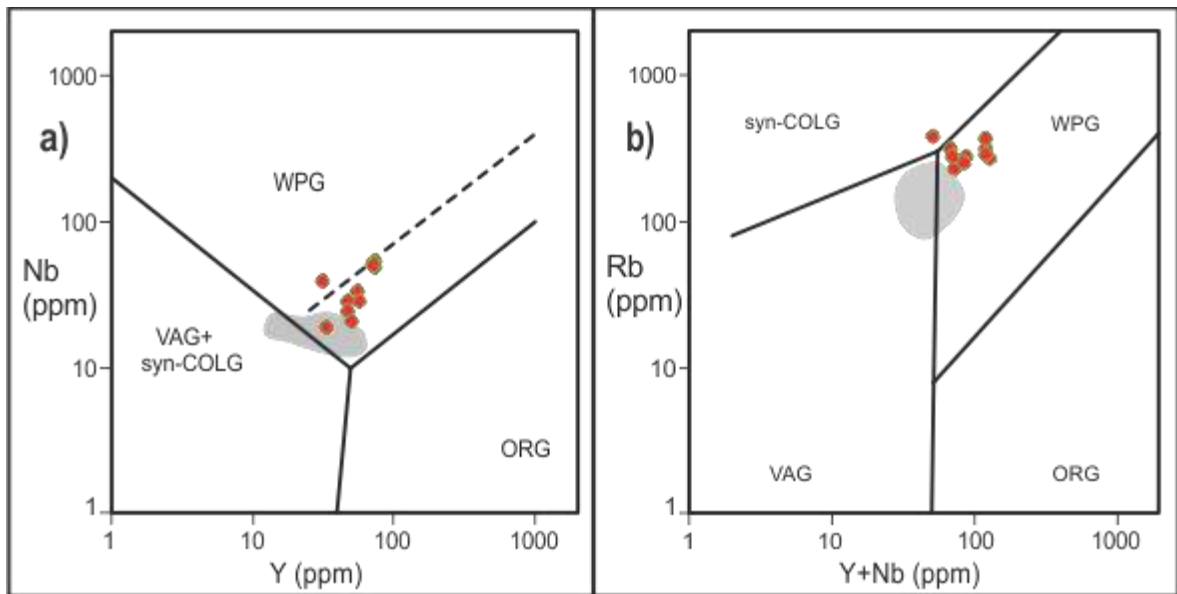 a)
1000
100
10
1
Nb
(ppm)
WPG
VAG+
syn-COLG
ORG
1
10
100
1000
Y (ppm)
b)
1000
100
10
1
Rb
(ppm)
syn-COLG
WPG
VAG
ORG
1
10
100
1000
Y+Nb (ppm)